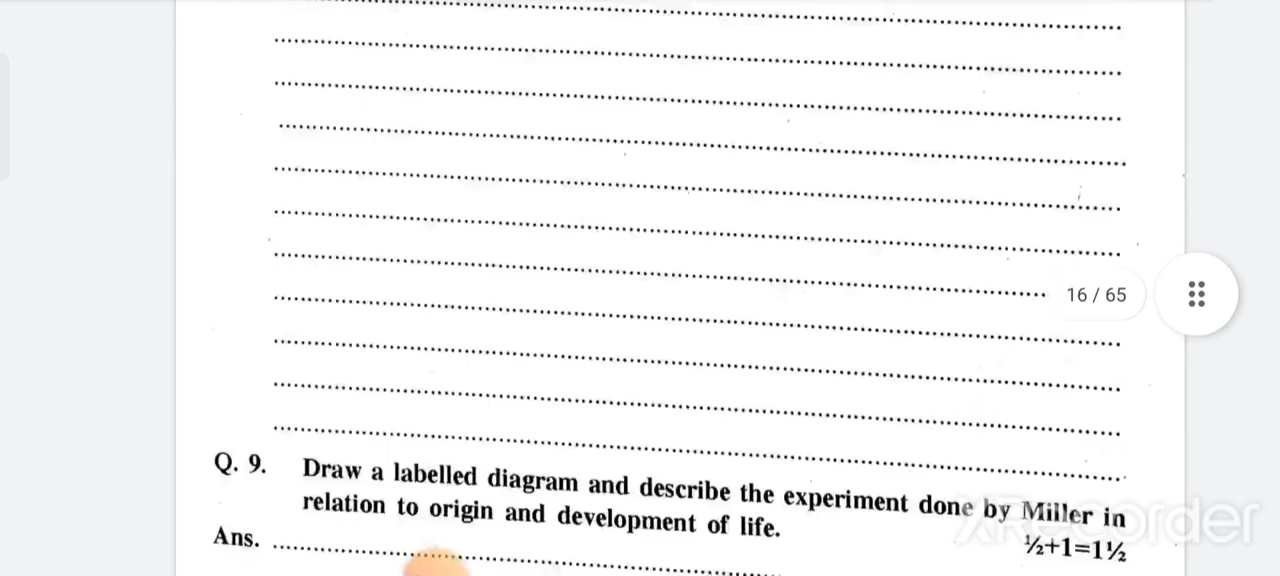 16 / 65
Q. 9. Draw a labelled diagram and describe the experiment done by Miller in
relation to origin and development of life.
½+1=1½
Ans.
XRecorder